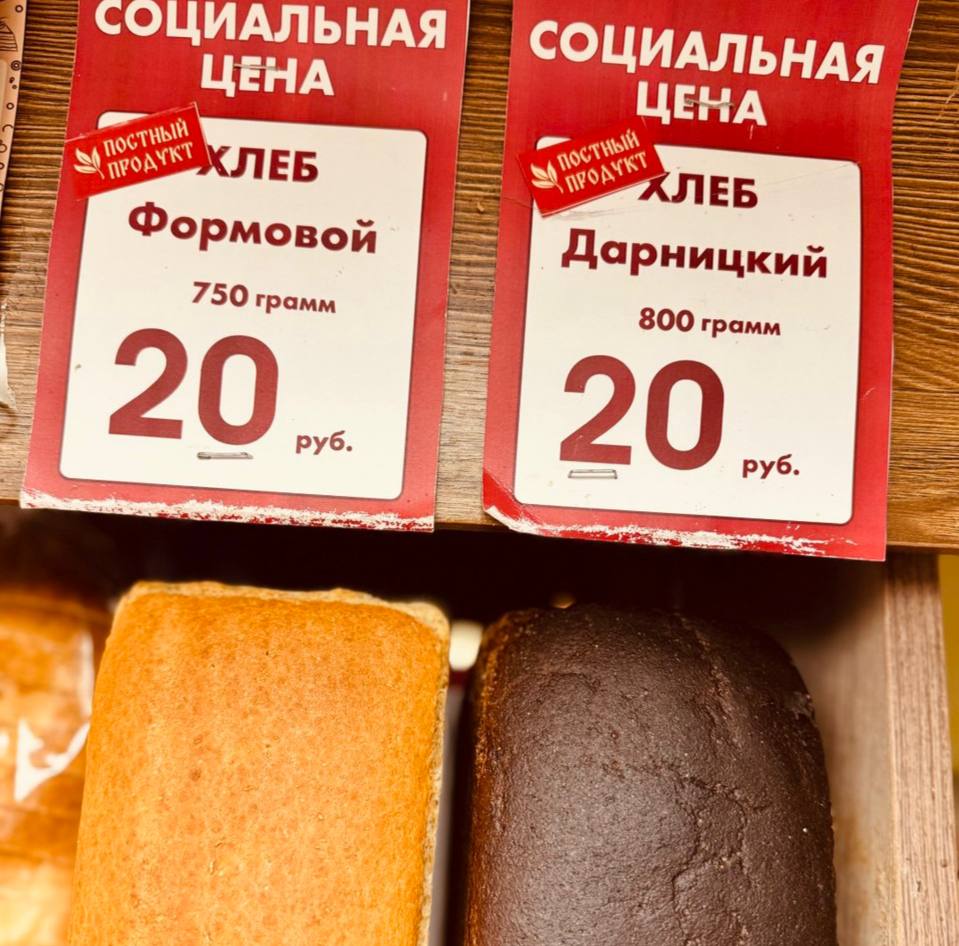 СОЦИАЛЬНАЯ
ЦЕНА
ПОСТНЫЙ
ПРОДУКТ
ХЛЕБ
Формовой
750 грамм
20 руб.
СОЦИАЛЬНАЯ
ЦЕНА
ПОСТНЫЙ
ПРОДУКТ
ХЛЕБ
Дарницкий
800 грамм
20 руб.